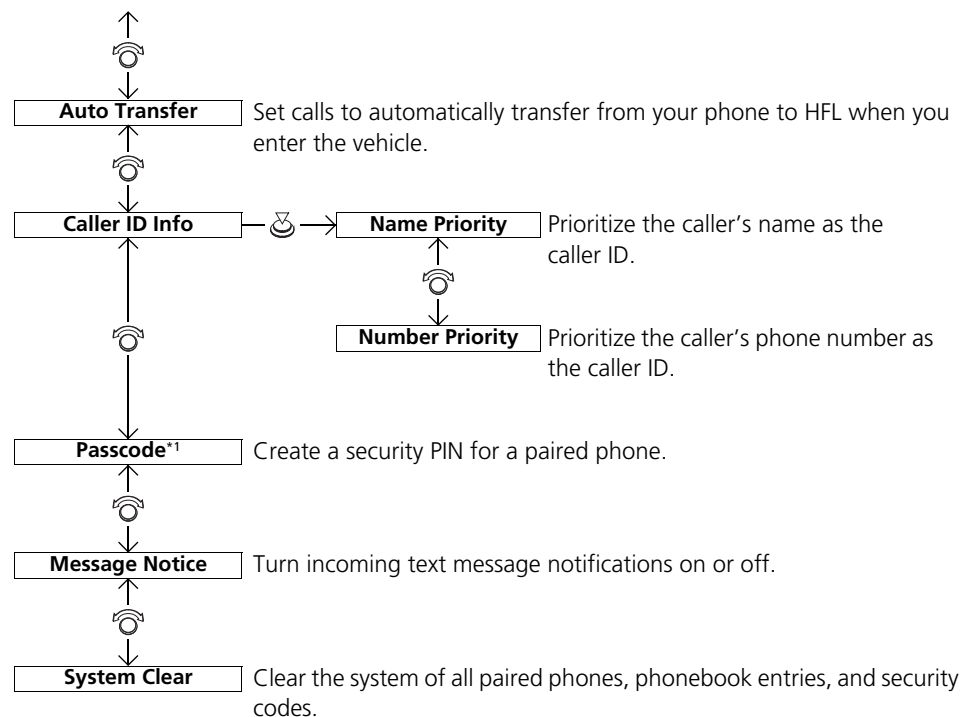 Auto Transfer
Set calls to automatically transfer from your phone to HFL when you
enter the vehicle.
Caller ID Info
Name Priority
Prioritize the caller's name as the
caller ID.
Number Priority
Prioritize the caller's phone number as
the caller ID.
Passcode*1
Create a security PIN for a paired phone.
Message Notice
Turn incoming text message notifications on or off.
System Clear
Clear the system of all paired phones, phonebook entries, and security
codes.